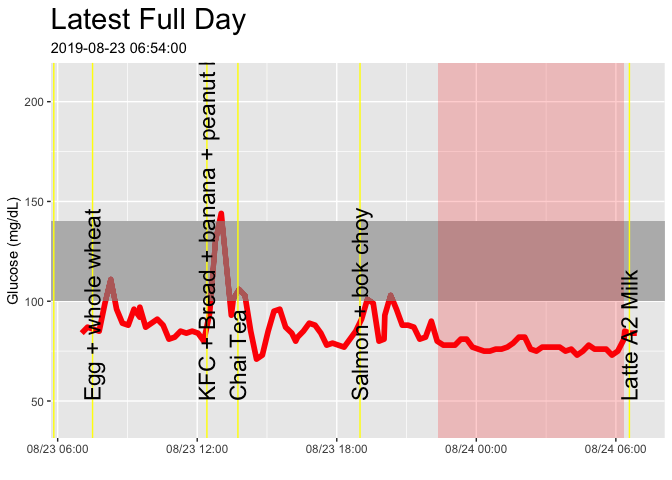 Latest Full Day
2019-08-23 06:54:00
Glucose (mg/dL)
200
150
100
50
Egg + whole wheat
KFC + Bread + banana + peanut
Chai Tea
Salmon + bok choy
Latte A2 Milk
08/23 06:00
08/23 12:00
08/23 18:00
08/24 00:00
08/24 06:00